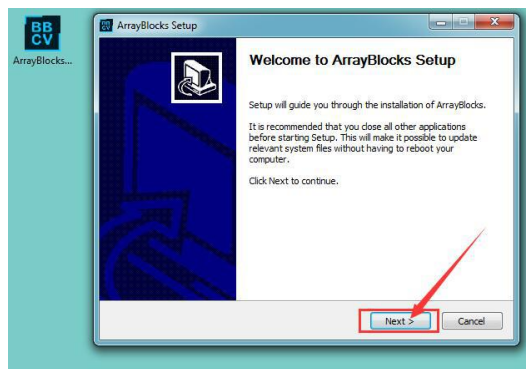 BB
CV
ArrayBlocks...
ArrayBlocks Setup
Welcome to ArrayBlocks Setup
Setup will guide you through the installation of ArrayBlocks.
It is recommended that you close all other applications
before starting Setup. This will make it possible to update
relevant system files without having to reboot your
computer.
Click Next to continue.
Next >
Cancel